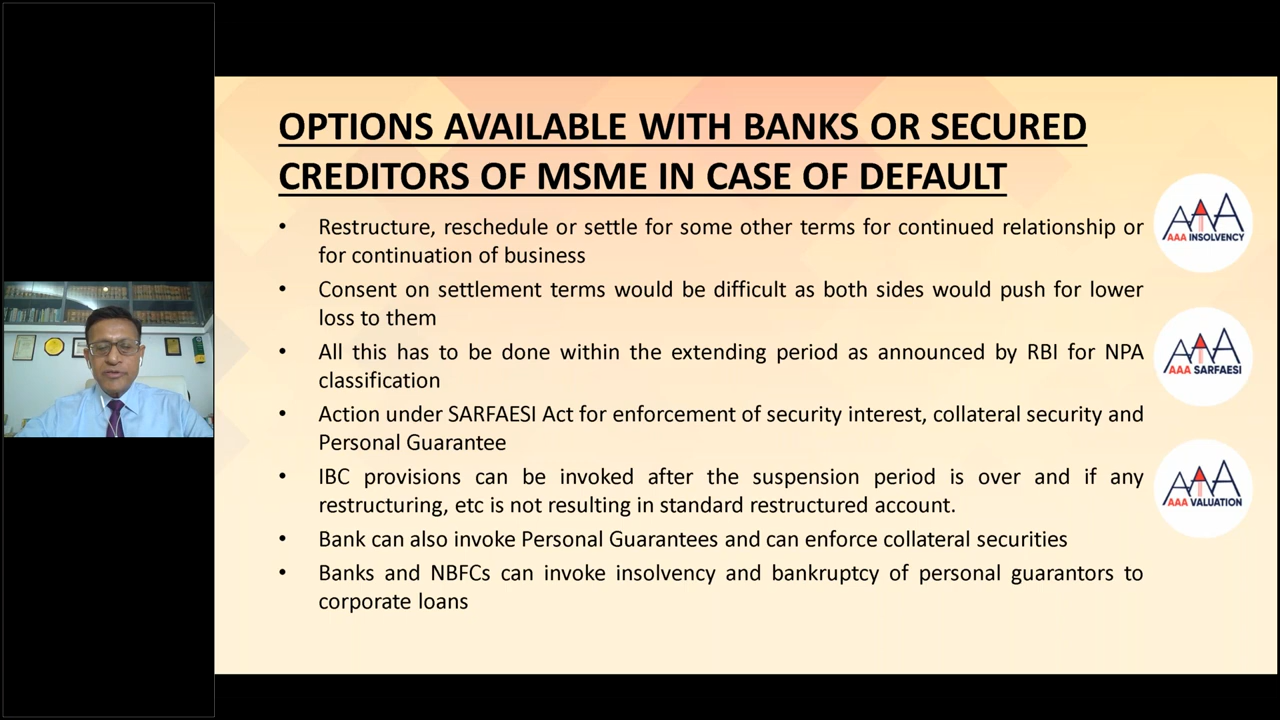 OPTIONS AVAILABLE WITH BANKS OR SECURED
CREDITORS OF MSME IN CASE OF DEFAULT
• Restructure, reschedule or settle for some other terms for continued relationship or
for continuation of business
• Consent on settlement terms would be difficult as both sides would push for lower
loss to them
• All this has to be done within the extending period as announced by RBI for NPA
classification
• Action under SARFAESI Act for enforcement of security interest, collateral security and
Personal Guarantee
• IBC provisions can be invoked after the suspension period is over and if any
restructuring, etc is not resulting in standard restructured account.
• Bank can also invoke Personal Guarantees and can enforce collateral securities
• Banks and NBFCs can invoke insolvency and bankruptcy of personal guarantors to
corporate loans
AAA
AAA INSOLVENCY
AAA
AAA SARFAESI
AAA
AAA VALUATION